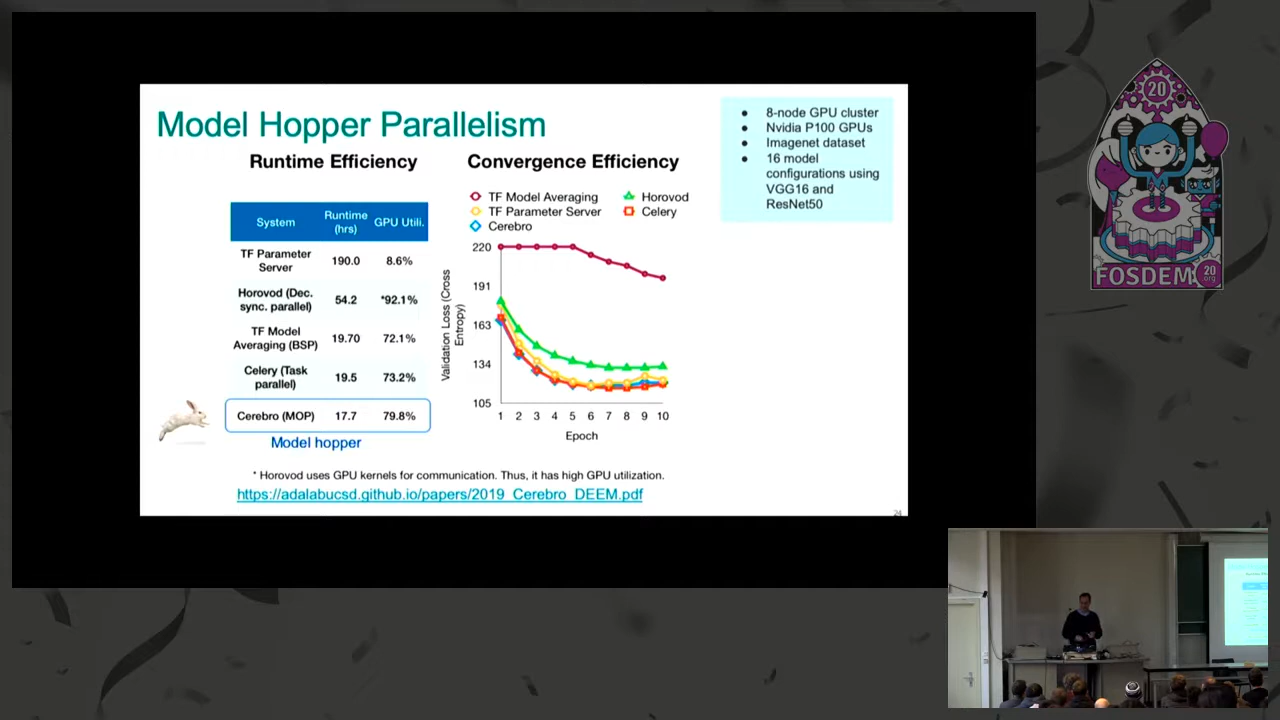 Model Hopper Parallelism
Runtime Efficiency
System
Runtime (hrs)
GPU Utili.
TF Parameter Server
190.0
8.6%
Horovod (Dec. sync. parallel)
54.2
*92.1%
TF Model Averaging (BSP)
19.70
72.1%
Celery (Task parallel)
19.5
73.2%
Cerebro (MOP)
17.7
79.8%
Model hopper
Convergence Efficiency
TF Model Averaging
Horovod
TF Parameter Server
Celery
Cerebro
Validation Loss (Cross Entropy)
220
191
163
134
105
1 2 3 4 5 6 7 8 9 10
Epoch
* Horovod uses GPU kernels for communication. Thus, it has high GPU utilization.
https://adalabucsd.github.io/papers/2019_Cerebro_DEEM.pdf
24
• 8-node GPU cluster
• Nvidia P100 GPUs
• Imagenet dataset
• 16 model
configurations using
VGG16 and
ResNet50
20
FOSDEM
20
.org